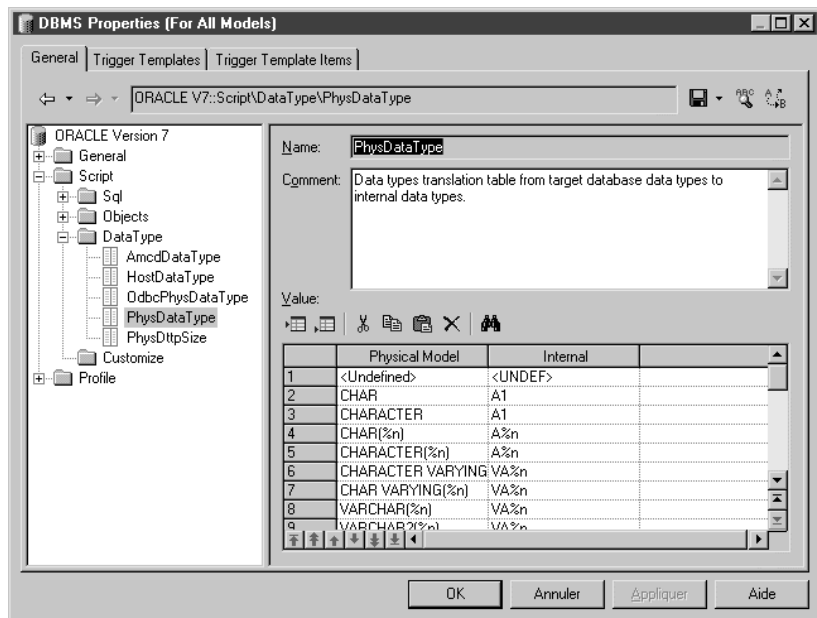 DBMS Properties (For All Models)
General Trigger Templates Trigger Template Items
ORACLE V7::Script\DataType\PhysDataType
ORACLE Version 7
General
Script
Sql
Objects
DataType
AmcdDataType
HostDataType
OdbcPhysDataType
PhysDataType
PhysDttpSize
Customize
Profile
Name: PhysDataType
Comment: Data types translation table from target database data types to
internal data types.
Value:
Physical Model Internal
1 <Undefined> <UNDEF>
2 CHAR A1
3 CHARACTER A1
4 CHAR(%n) A%n
5 CHARACTER(%n) A%n
6 CHARACTER VARYING VA%n
7 CHAR VARYING(%n) VA%n
8 VARCHAR(%n) VA%n
9 VARCHAR2(%n) VA%n
OK Annuler Appliquer Aide